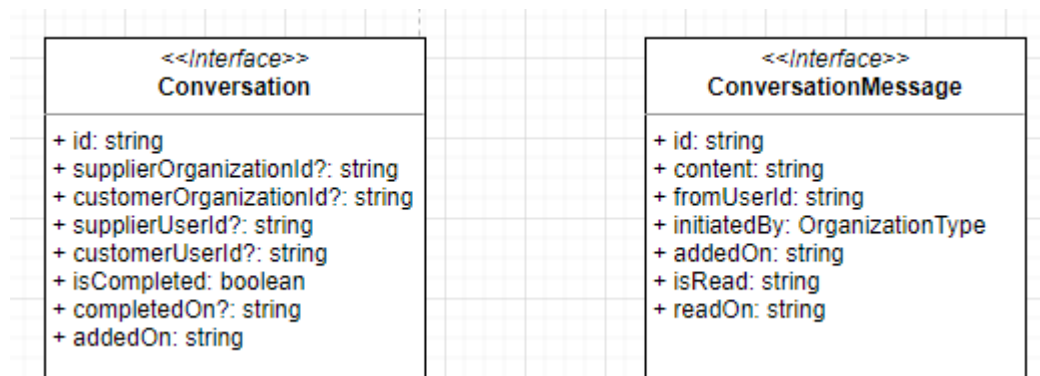 <<Interface>>
Conversation
+ id: string
+ supplierOrganizationId?: string
+ customerOrganizationId?: string
+ supplierUserId?: string
+ customerUserId?: string
+ isCompleted: boolean
+ completedOn?: string
+ addedOn: string
<<Interface>>
ConversationMessage
+ id: string
+ content: string
+ fromUserId: string
+ initiatedBy: OrganizationType
+ addedOn: string
+ isRead: string
+ readOn: string